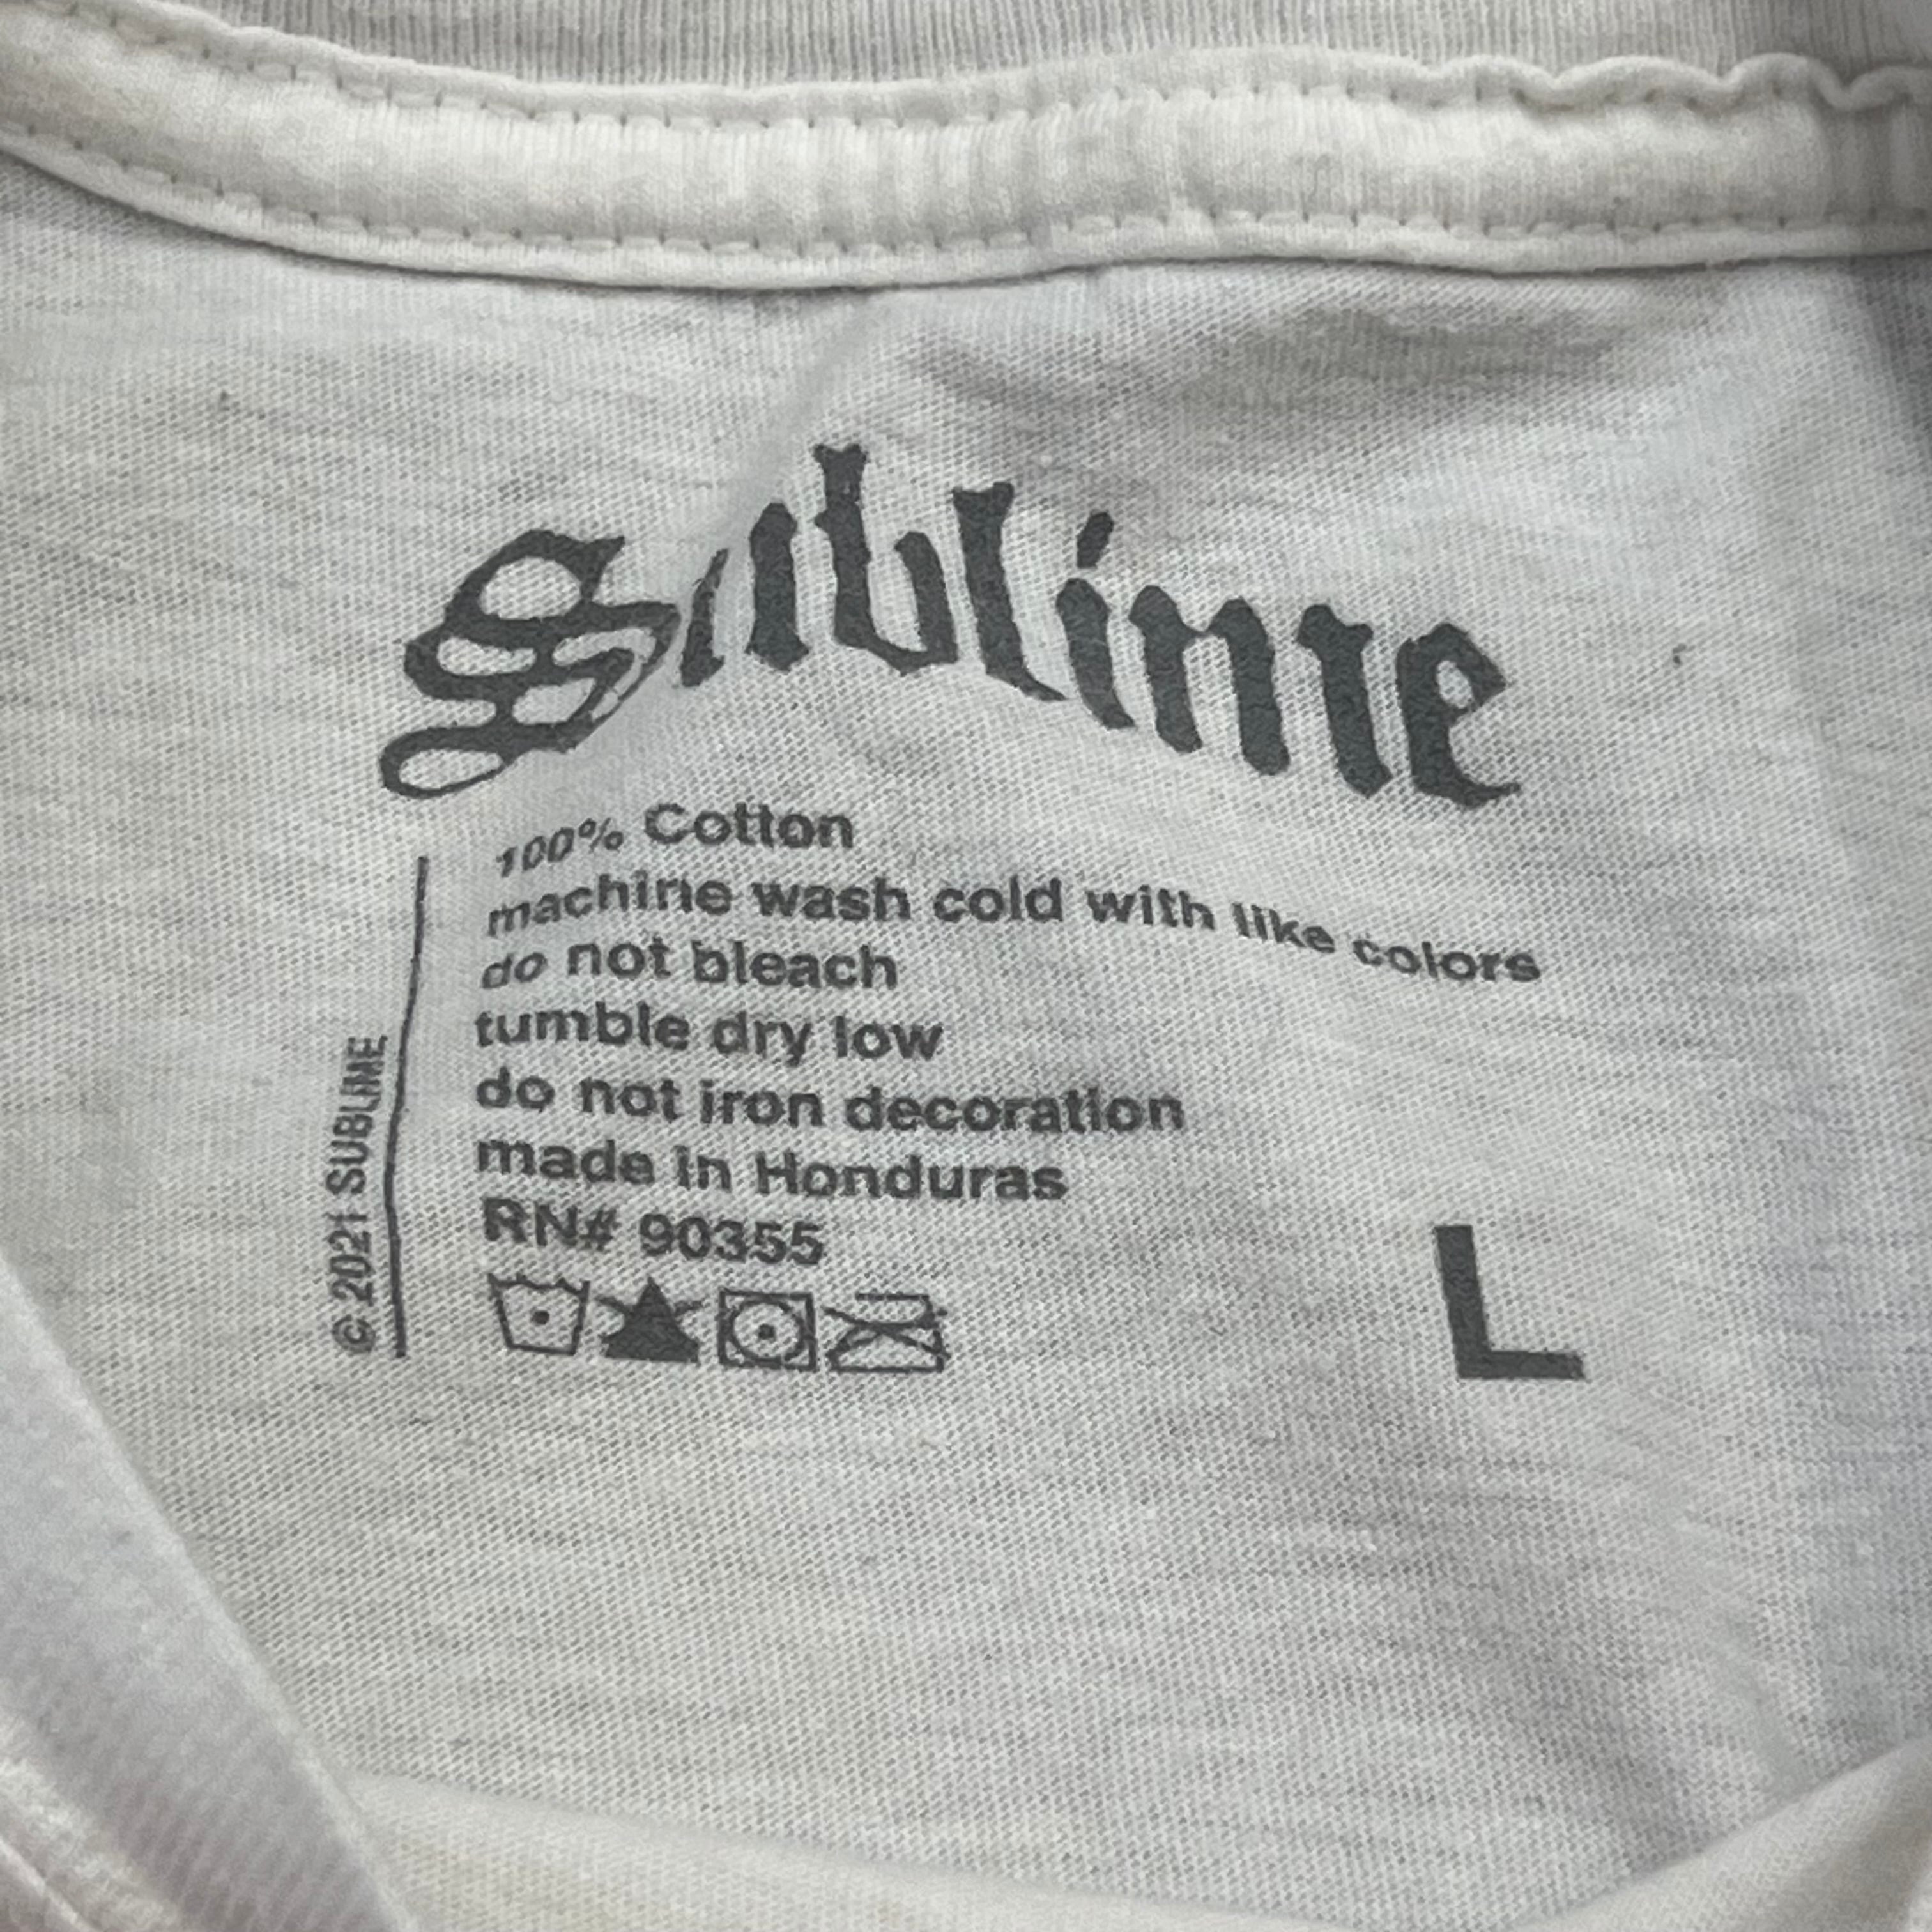 Sublime
100% Cotton
machine wash cold with like colors
do not bleach
tumble dry low
do not iron decoration
made in Honduras
RN# 90355
© 2021 SUBLIME
L